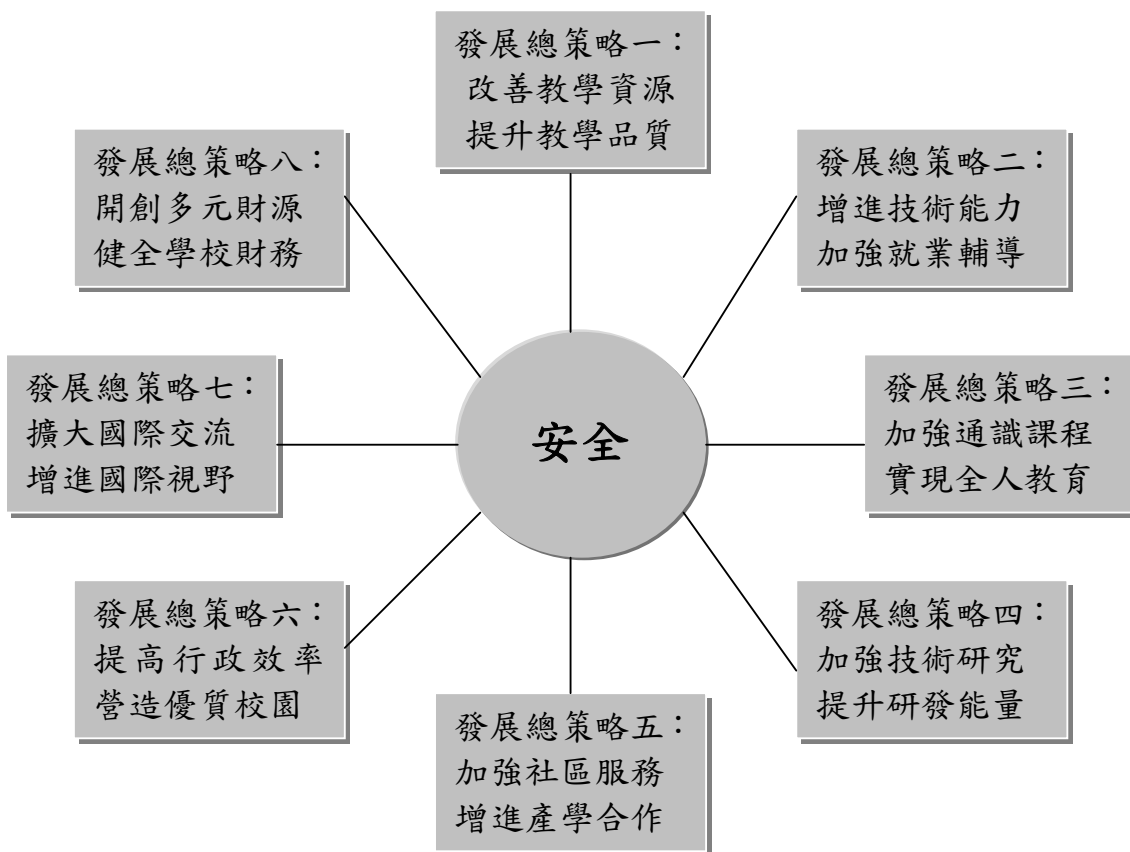 發展總策略一：
改善教學資源
提升教學品質
發展總策略八：
開創多元財源
健全學校財務
發展總策略二：
增進技術能力
加強就業輔導
發展總策略七：
擴大國際交流
增進國際視野
安全
發展總策略三：
加強通識課程
實現全人教育
發展總策略六：
提高行政效率
營造優質校園
發展總策略四：
加強技術研究
提升研發能量
發展總策略五：
加強社區服務
增進產學合作